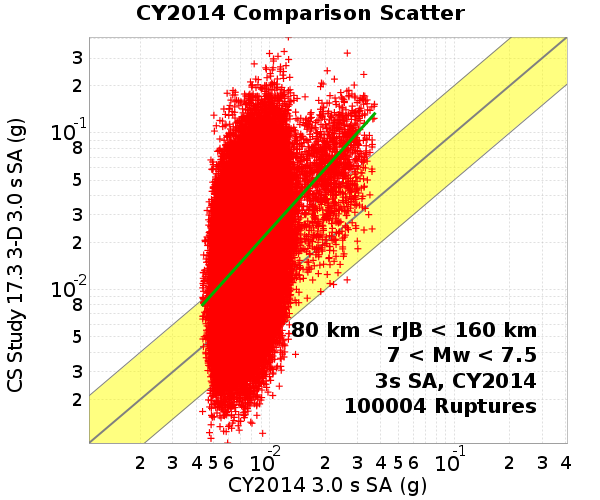 CY2014 Comparison Scatter
CS Study 17.3 3-D 3.0 s SA (g)
3
2
10-1
8
5
3
2
10-2
8
5
3
2
80 km < rJB < 160 km
7 < Mw < 7.5
3s SA, CY2014
100004 Ruptures
2 3 4 5 6 10-2 2 3 4 5 6 10-1 2 3 4
CY2014 3.0 s SA (g)